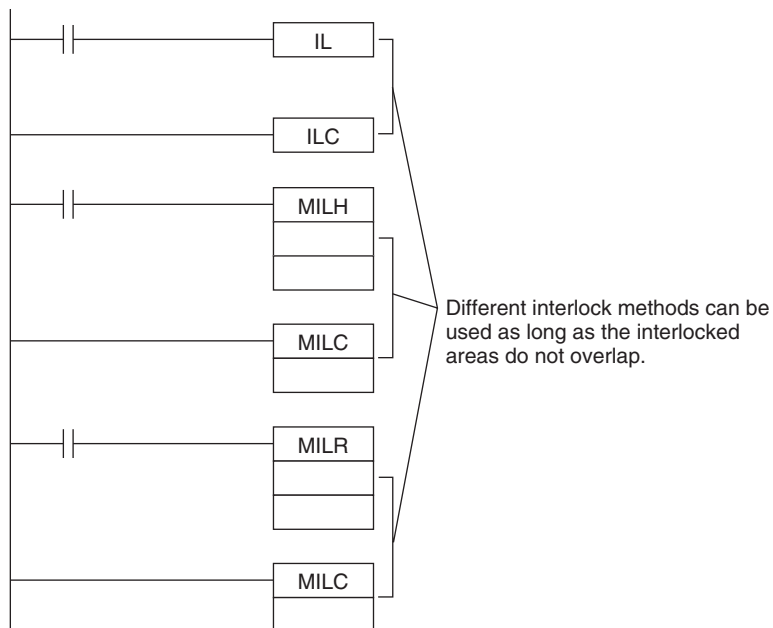 IL
ILC
MILH
Different interlock methods can be
used as long as the interlocked
areas do not overlap.
MILC
MILR
MILC